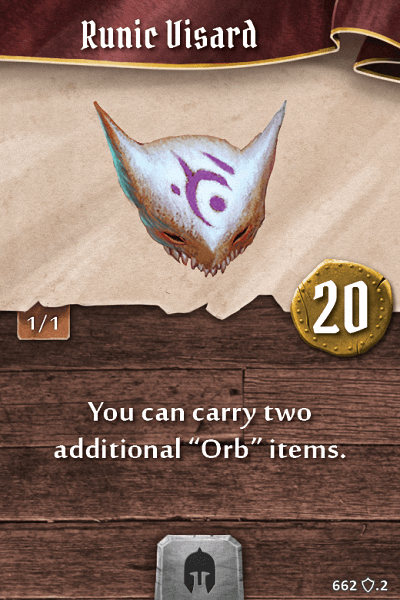 Runic Visard
1/1
20
You can carry two
additional “Orb” items.
662 .2